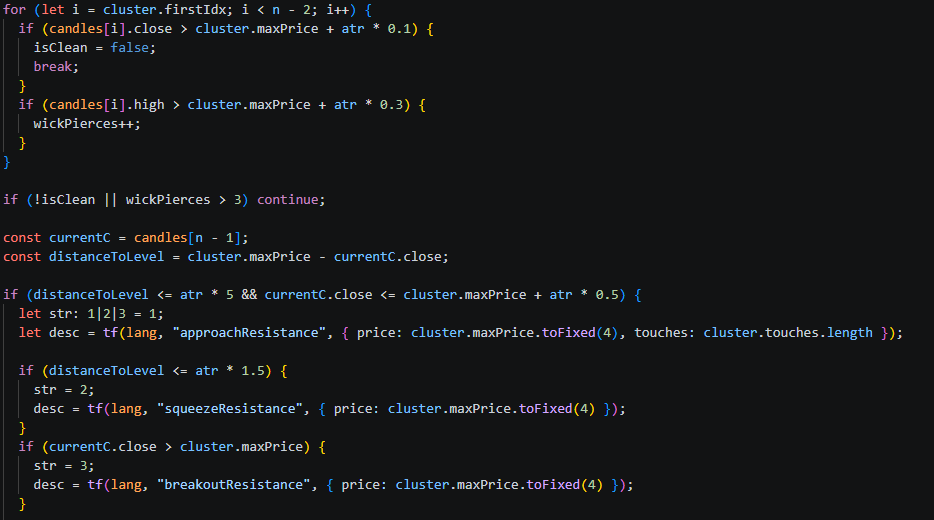 for (let i = cluster.firstIdx; i < n - 2; i++) {
if (candles[i].close > cluster.maxPrice + atr * 0.1) {
isClean = false;
break;
}
if (candles[i].high > cluster.maxPrice + atr * 0.3) {
wickPierces++;
}
}
if (!isClean || wickPierces > 3) continue;
const currentC = candles[n - 1];
const distanceToLevel = cluster.maxPrice - currentC.close;
if (distanceToLevel <= atr * 5 && currentC.close <= cluster.maxPrice + atr * 0.5) {
let str: 1|2|3 = 1;
let desc = tf(lang, "approachResistance", { price: cluster.maxPrice.toFixed(4), touches: cluster.touches.length });
if (distanceToLevel <= atr * 1.5) {
str = 2;
desc = tf(lang, "squeezeResistance", { price: cluster.maxPrice.toFixed(4) });
}
if (currentC.close > cluster.maxPrice) {
str = 3;
desc = tf(lang, "breakoutResistance", { price: cluster.maxPrice.toFixed(4) });
}